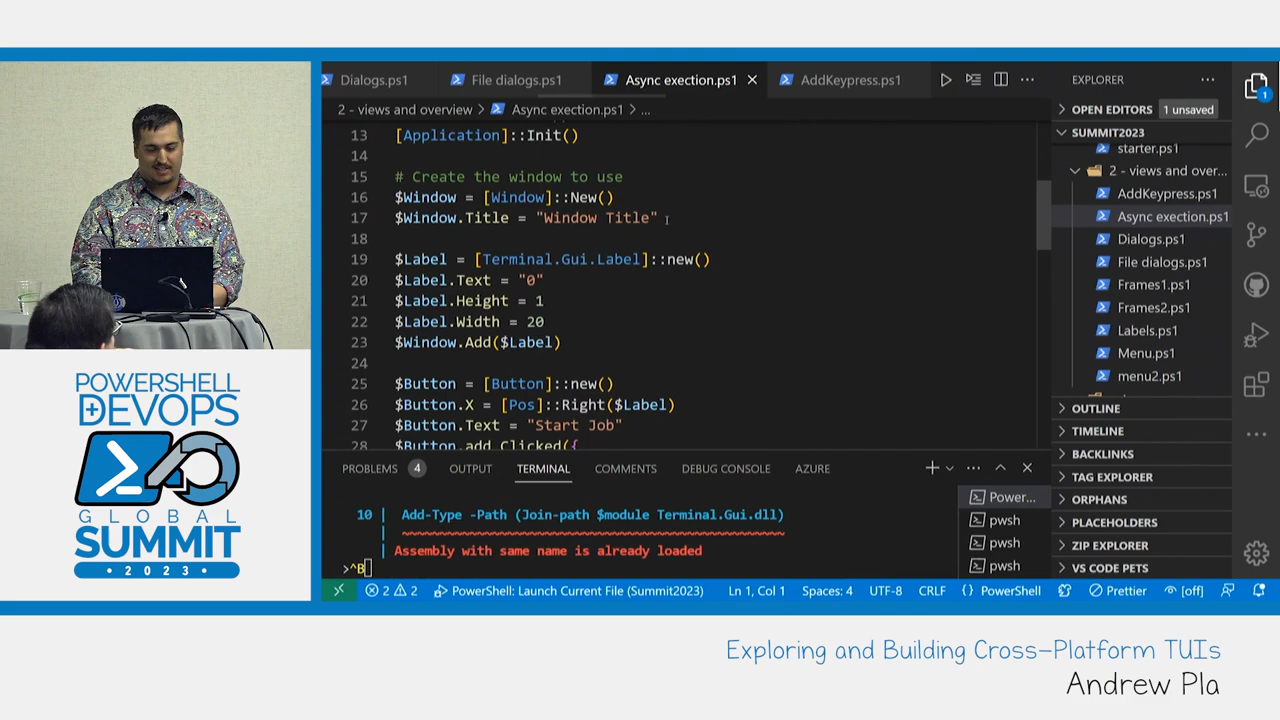 Dialogs.ps1
File dialogs.ps1
Async exection.ps1
AddKeypress.ps1
EXPLORER
2 - views and overview > Async exection.ps1 > ...
13 [Application]::Init()
14
15 # Create the window to use
16 $Window = [Window]::New()
17 $Window.Title = "Window Title"
18
19 $Label = [Terminal.Gui.Label]::new()
20 $Label.Text = "0"
21 $Label.Height = 1
22 $Label.Width = 20
23 $Window.Add($Label)
24
25 $Button = [Button]::new()
26 $Button.X = [Pos]::Right($Label)
27 $Button.Text = "Start Job"
28 $Button.add_Clicked({
OPEN EDITORS 1 unsaved
SUMMIT2023
starter.ps1
2 - views and over...
AddKeypress.ps1
Async exection.ps1
Dialogs.ps1
File dialogs.ps1
Frames1.ps1
Frames2.ps1
Labels.ps1
Menu.ps1
menu2.ps1
OUTLINE
TIMELINE
BACKLINKS
TAG EXPLORER
ORPHANS
PLACEHOLDERS
ZIP EXPLORER
VS CODE PETS
1
PROBLEMS 4 OUTPUT TERMINAL COMMENTS DEBUG CONSOLE AZURE
10 | Add-Type -Path (Join-path $module Terminal.Gui.dll)
| ~~~~~~~~~~~~~~~~~~~~~~~~~~~~~~~~~~~~~~~~~~~~~~~~~~~
| Assembly with same name is already loaded
>^B
Power...
pwsh
pwsh
pwsh
2 2 PowerShell: Launch Current File (Summit2023) Ln 1, Col 1 Spaces: 4 UTF-8 CRLF {} PowerShell Prettier [off]
POWERSHELL
+DEVOPS
GLOBAL
SUMMIT
• 2023 •
Exploring and Building Cross-Platform TUIs
Andrew Pla